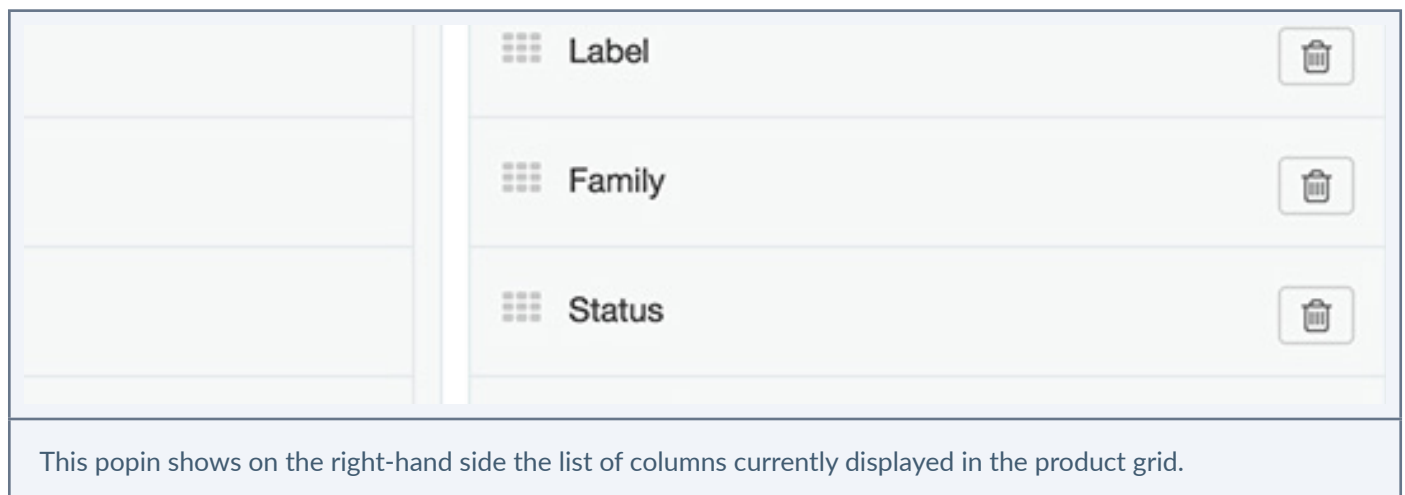 Label
Family
Status
This popin shows on the right-hand side the list of columns currently displayed in the product grid.